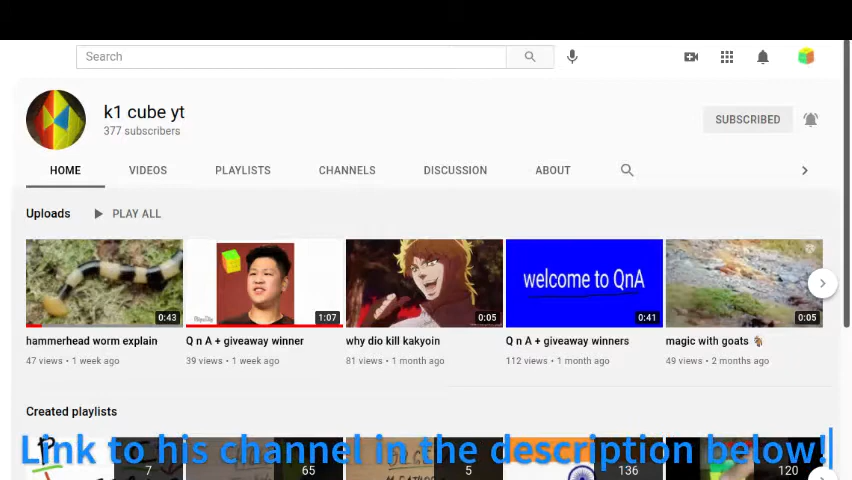 Search
k1 cube yt
377 subscribers
SUBSCRIBED
HOME VIDEOS PLAYLISTS CHANNELS DISCUSSION ABOUT
Uploads PLAY ALL
welcome to QnA
0:43 1:07 0:05 0:41 0:05
hammerhead worm explain Q n A + giveaway winner why dio kill kakyoin Q n A + giveaway winners magic with goats 🐐
47 views • 1 week ago 39 views • 1 week ago 81 views • 1 month ago 112 views • 1 month ago 49 views • 2 months ago
Created playlists
Link to his channel in the description below!
7 65 5 136 120